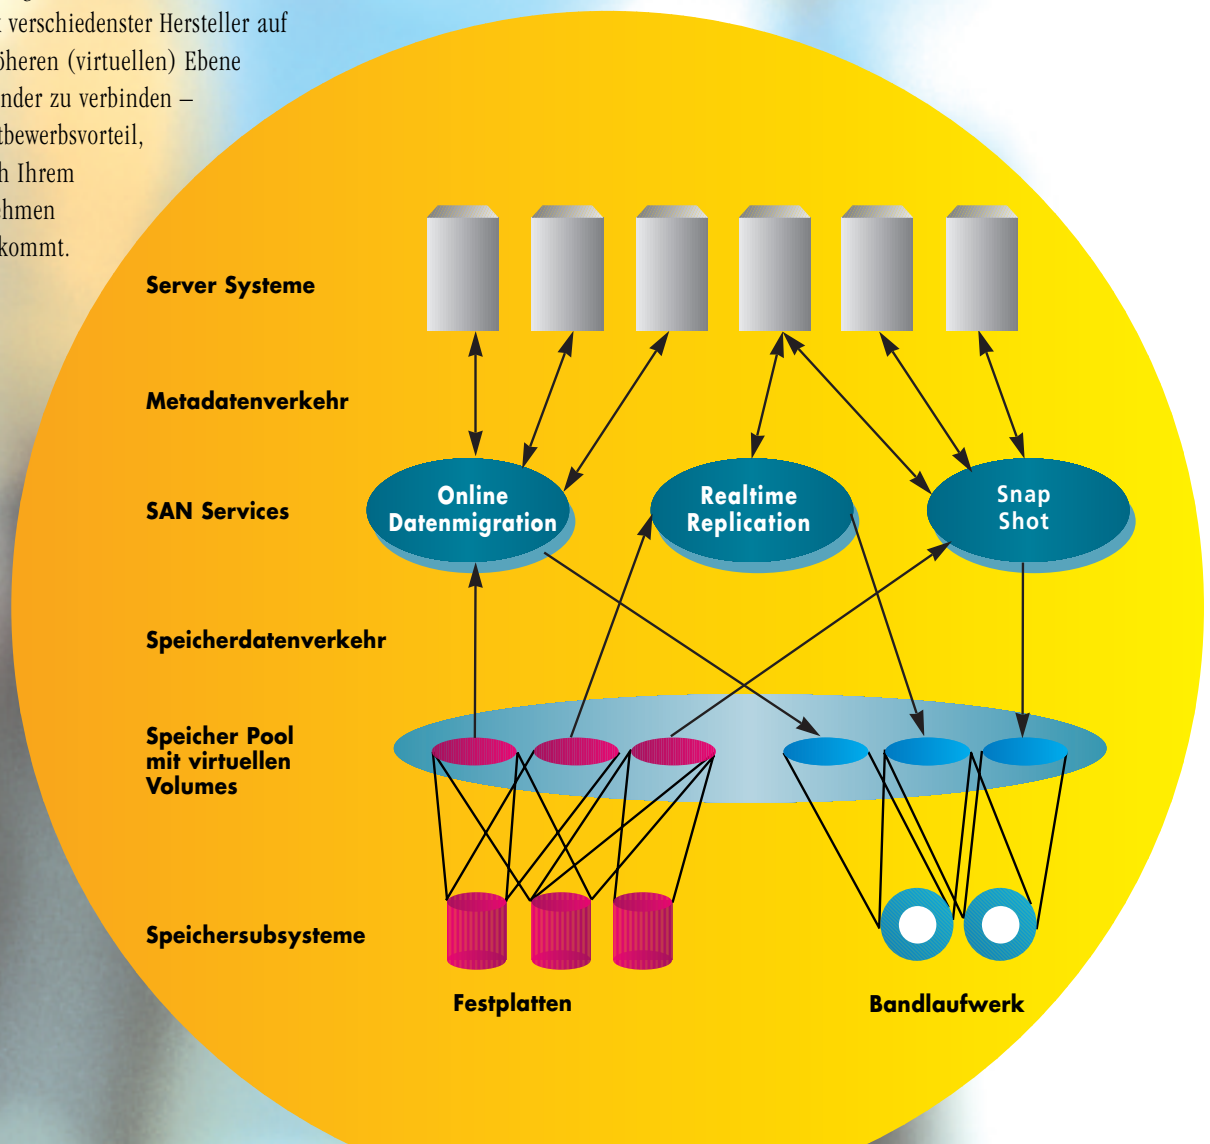 verschiedenster Hersteller auf
öheren (virtuellen) Ebene
nder zu verbinden –
tbewerbsvorteil,
h Ihrem
ehmen
kommt.
Server Systeme
Metadatenverkehr
SAN Services
Online
Datenmigration
Realtime
Replication
Snap
Shot
Speicherdatenverkehr
Speicher Pool
mit virtuellen
Volumes
Speichersubsysteme
Festplatten
Bandlaufwerk